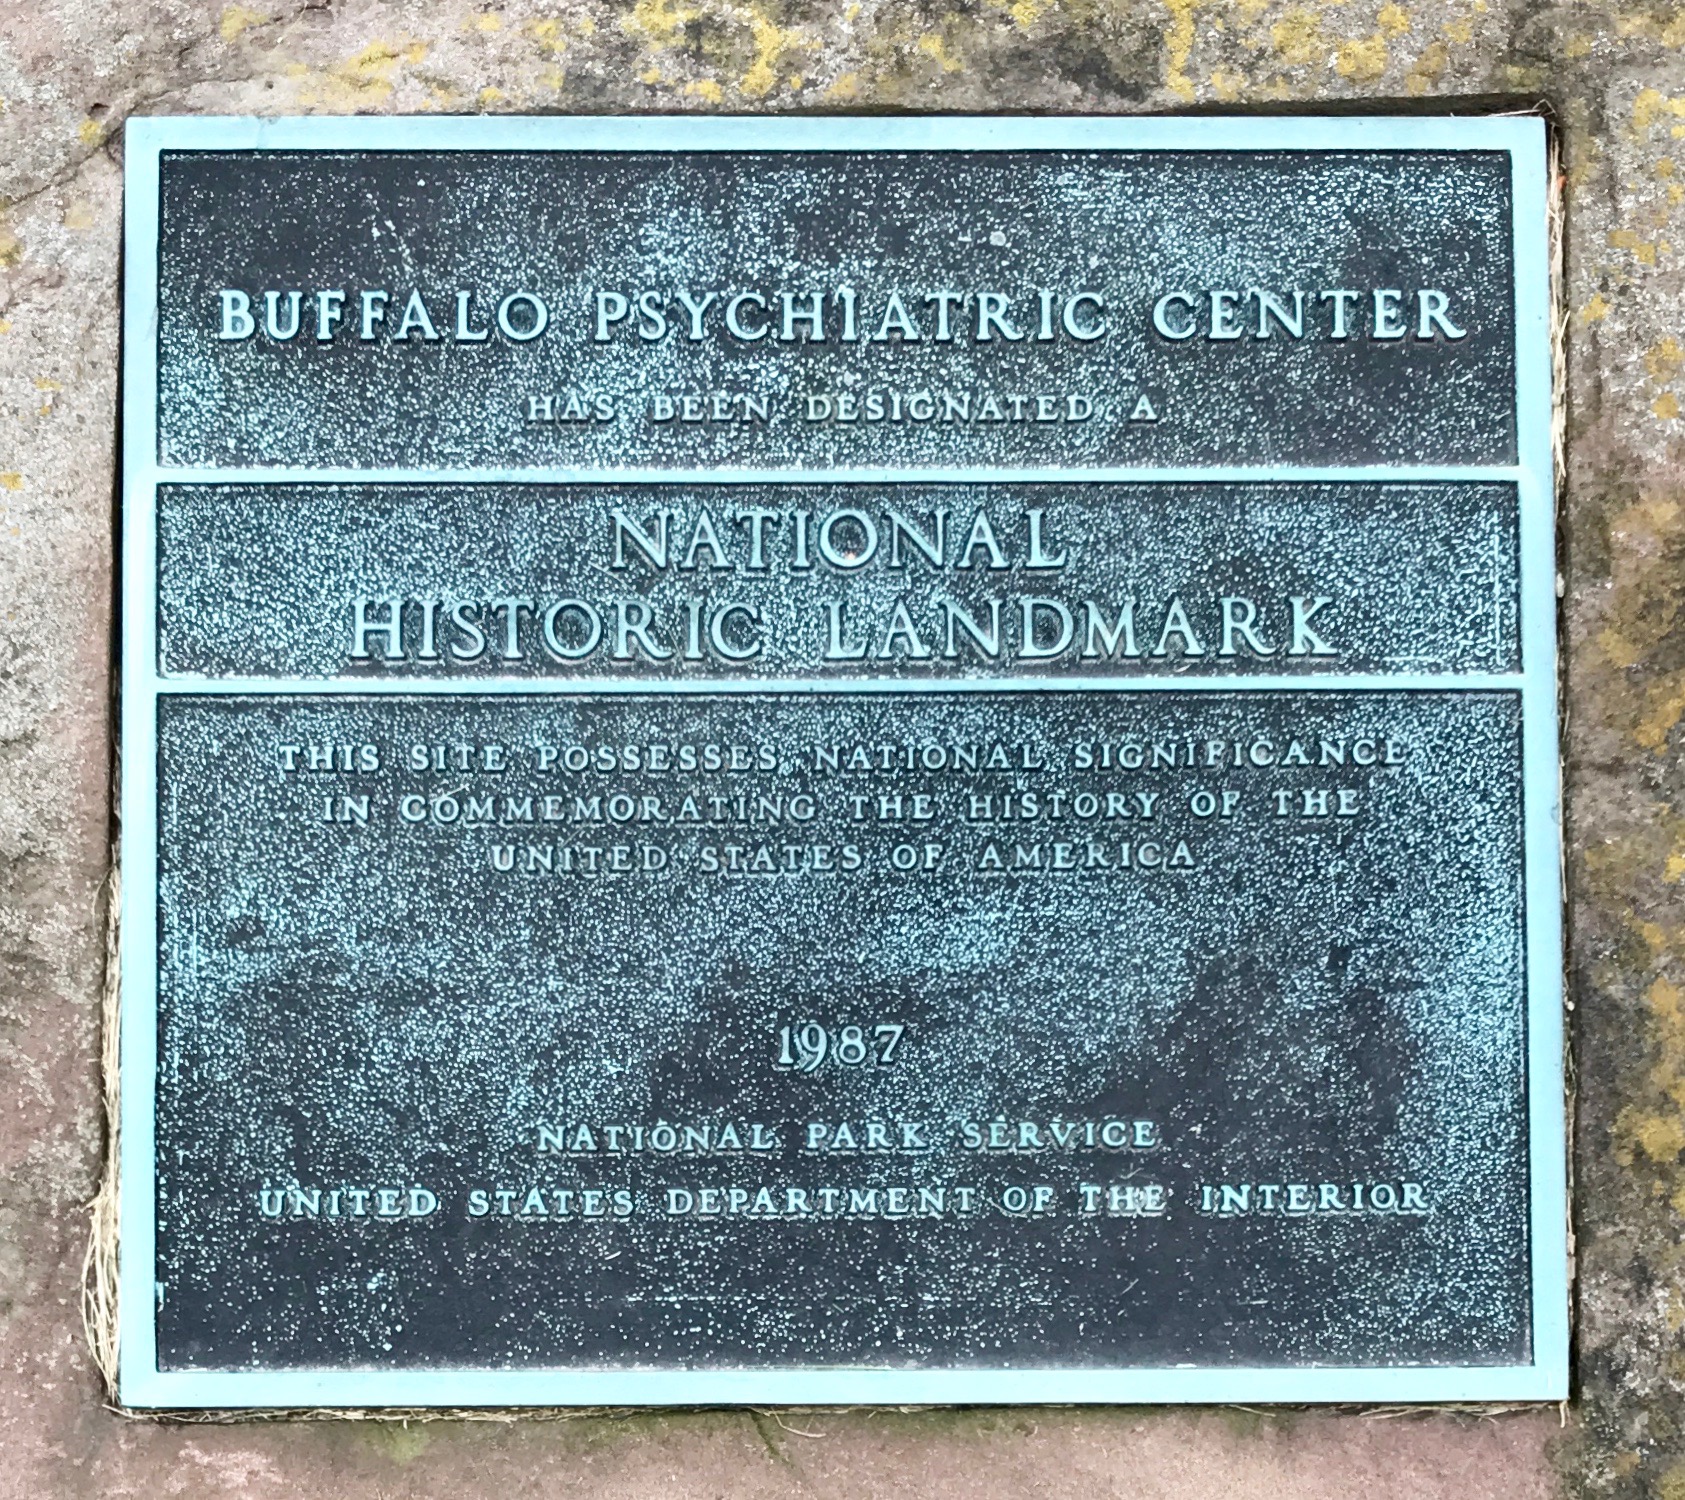 BUFFALO PSYCHIATRIC CENTER
HAS BEEN DESIGNATED A
NATIONAL
HISTORIC LANDMARK
THIS SITE POSSESSES NATIONAL SIGNIFICANCE
IN COMMEMORATING THE HISTORY OF THE
UNITED STATES OF AMERICA
1987
NATIONAL PARK SERVICE
UNITED STATES DEPARTMENT OF THE INTERIOR